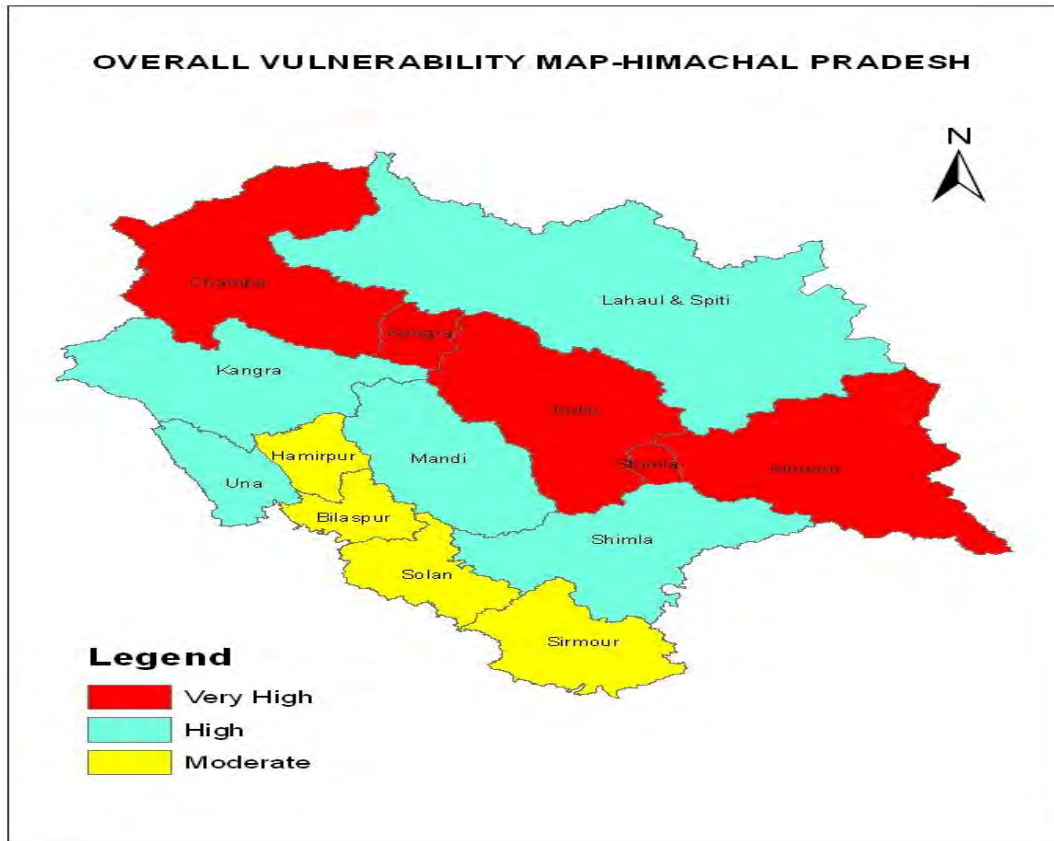 OVERALL VULNERABILITY MAP-HIMACHAL PRADESH
N
Chamba
Lahaul & Spiti
Kangra
Kangra
Kullu
Hamirpur
Mandi
Shimla
Kinnaur
Una
Bilaspur
Shimla
Solan
Sirmour
Legend
Very High
High
Moderate